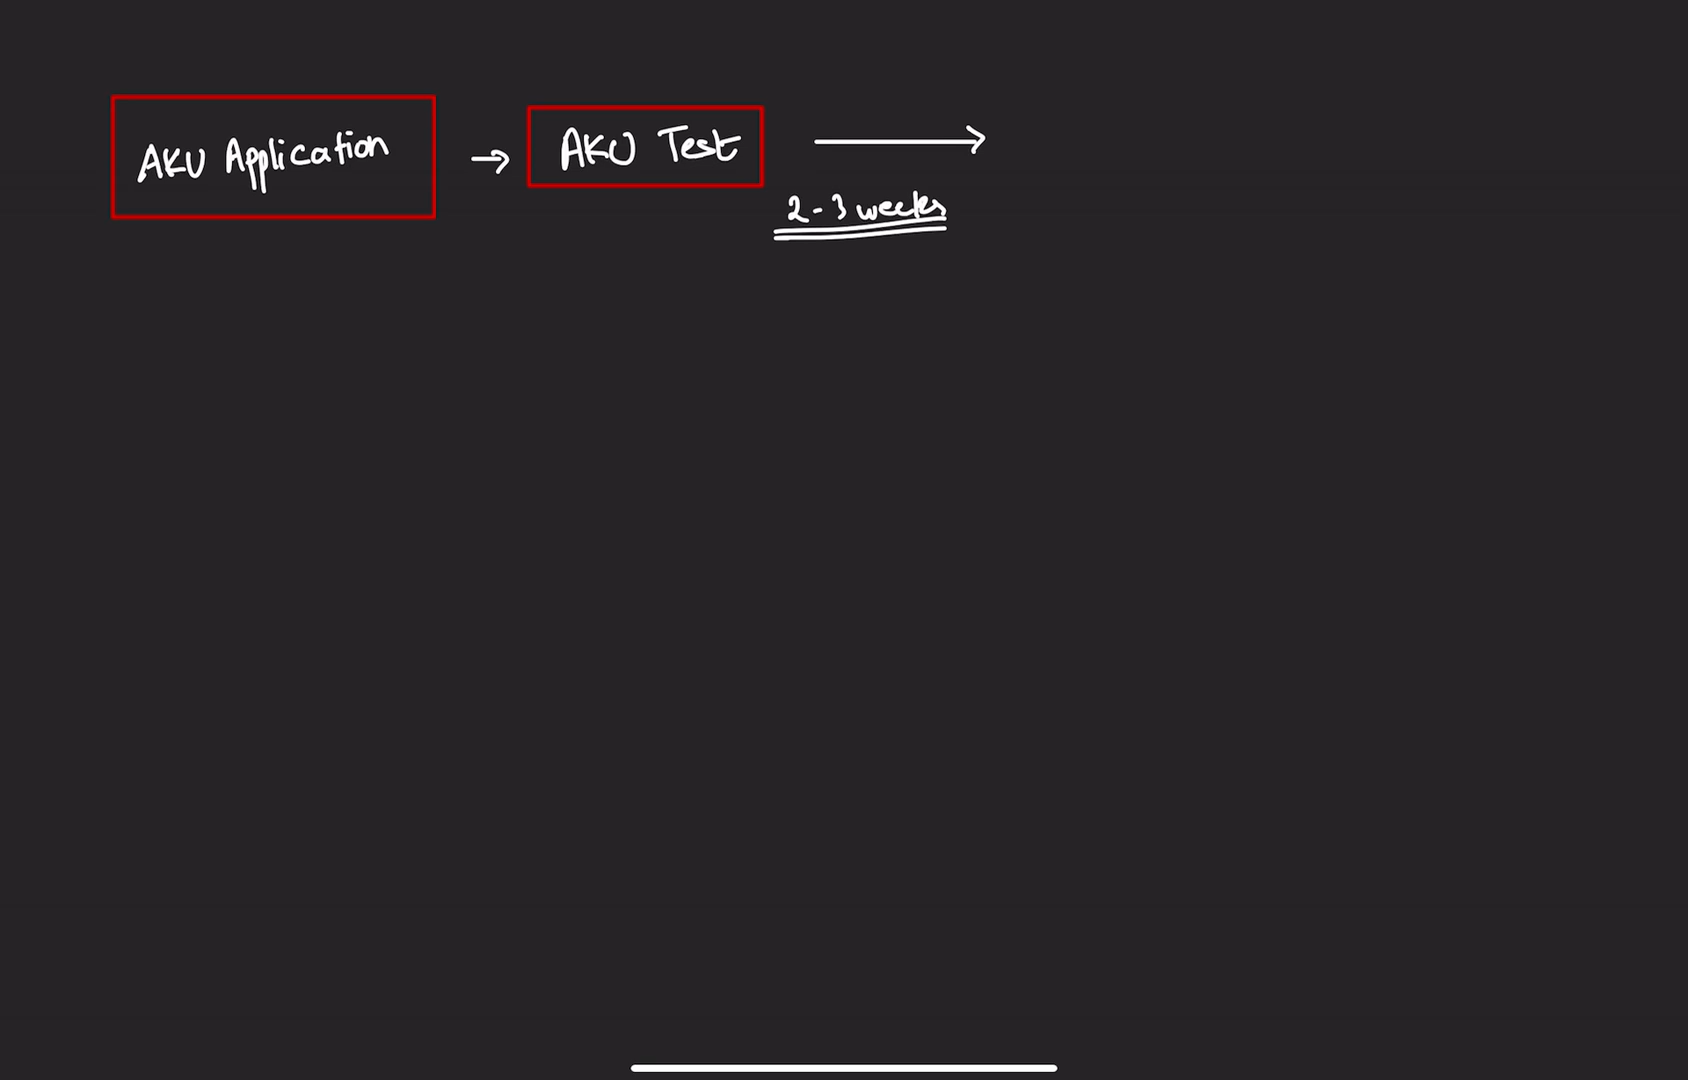 AKU Application → AKU Test →
2-3 weeks